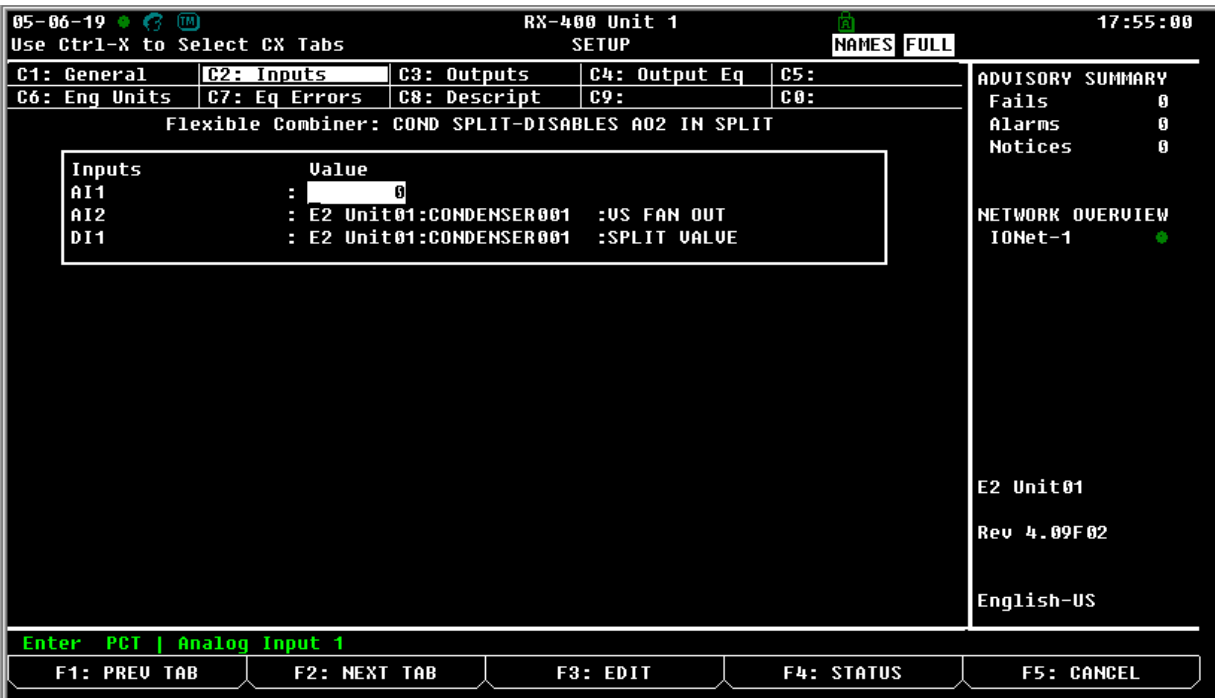 05-06-19 TM RX-400 Unit 1 17:55:00
Use Ctrl-X to Select CX Tabs SETUP NAMES FULL
C1: General C2: Inputs C3: Outputs C4: Output Eq C5:
C6: Eng Units C7: Eq Errors C8: Descript C9: C0:
Flexible Combiner: COND SPLIT-DISABLES AO2 IN SPLIT
Inputs Value
AI1 : 0
AI2 : E2 Unit01:CONDENSER001 :VS FAN OUT
DI1 : E2 Unit01:CONDENSER001 :SPLIT VALVE
ADVISORY SUMMARY
Fails 0
Alarms 0
Notices 0
NETWORK OVERVIEW
IONet-1
E2 Unit01
Rev 4.09F02
English-US
Enter PCT | Analog Input 1
F1: PREV TAB F2: NEXT TAB F3: EDIT F4: STATUS F5: CANCEL